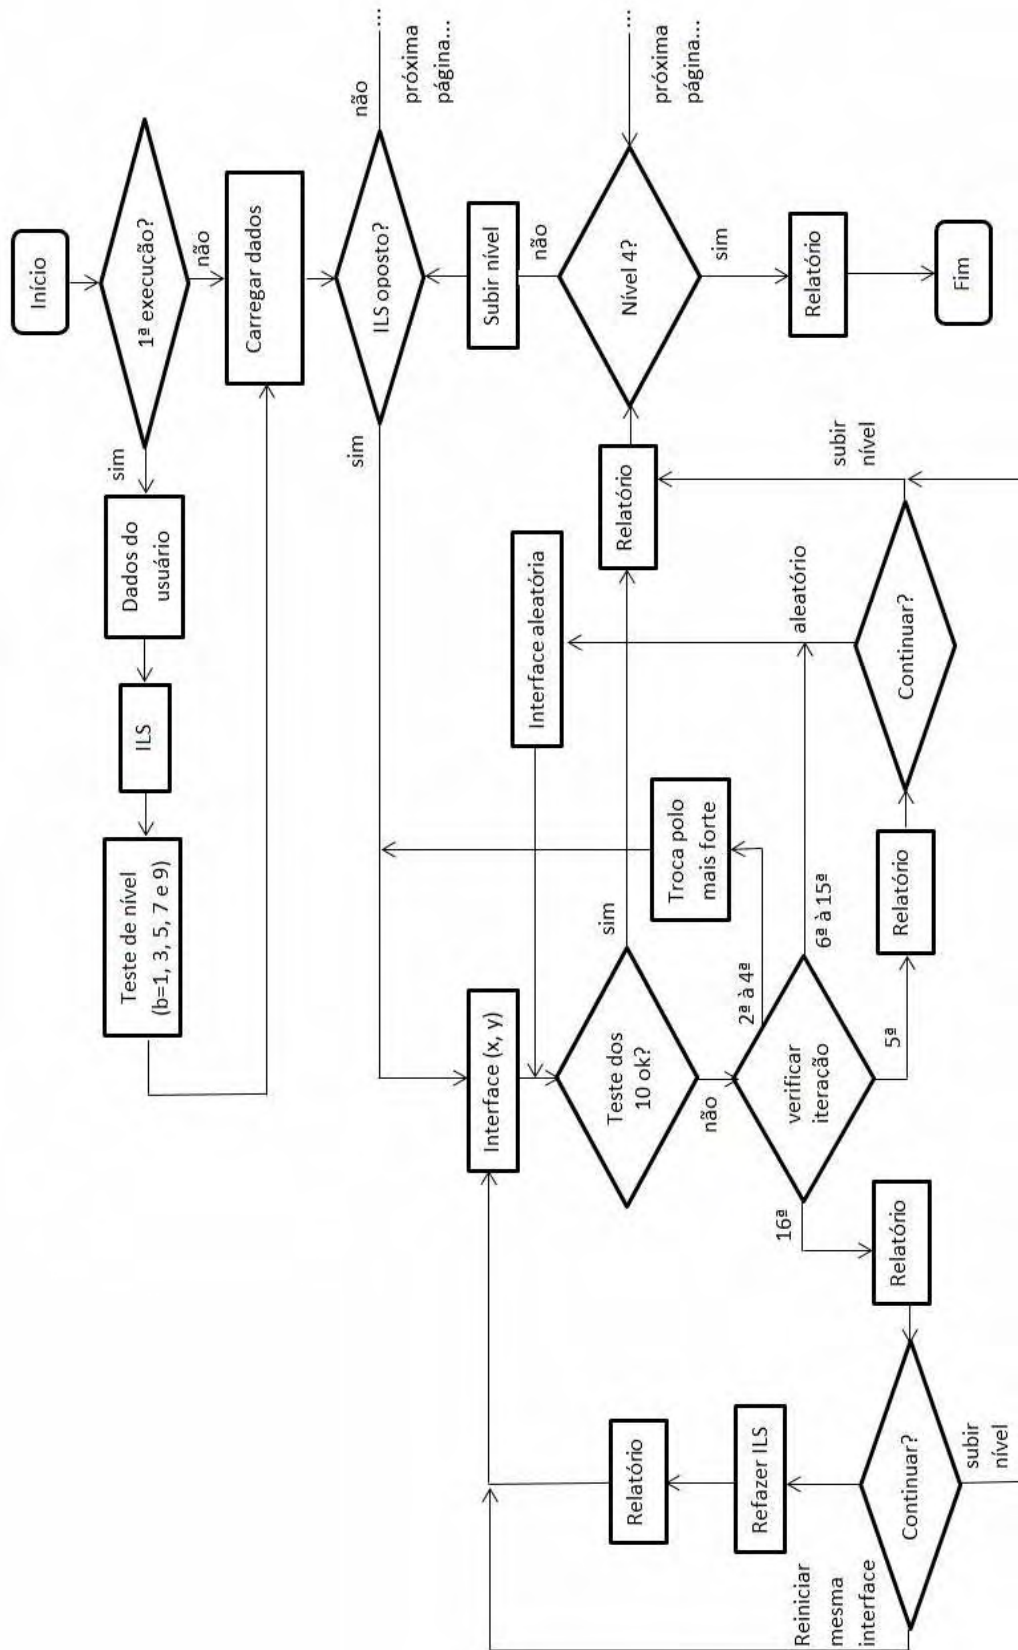 Início
1ª execução?
sim
não
Dados do
usuário
ILS
Teste de nível
(b=1, 3, 5, 7 e 9)
Carregar dados
ILS oposto?
sim
não
...
próxima
página...
Subir nível
não
Nível 4?
...
próxima
página...
sim
Relatório
Fim
Interface (x, y)
Interface aleatória
Teste dos
10 ok?
sim
não
Relatório
Troca polo
mais forte
verificar
iteração
2ª à 4ª
6ª à 15ª
aleatório
5ª
16ª
Relatório
Continuar?
subir
nível
Relatório
Continuar?
subir
nível
Refazer ILS
Relatório
Reiniciar
mesma
interface